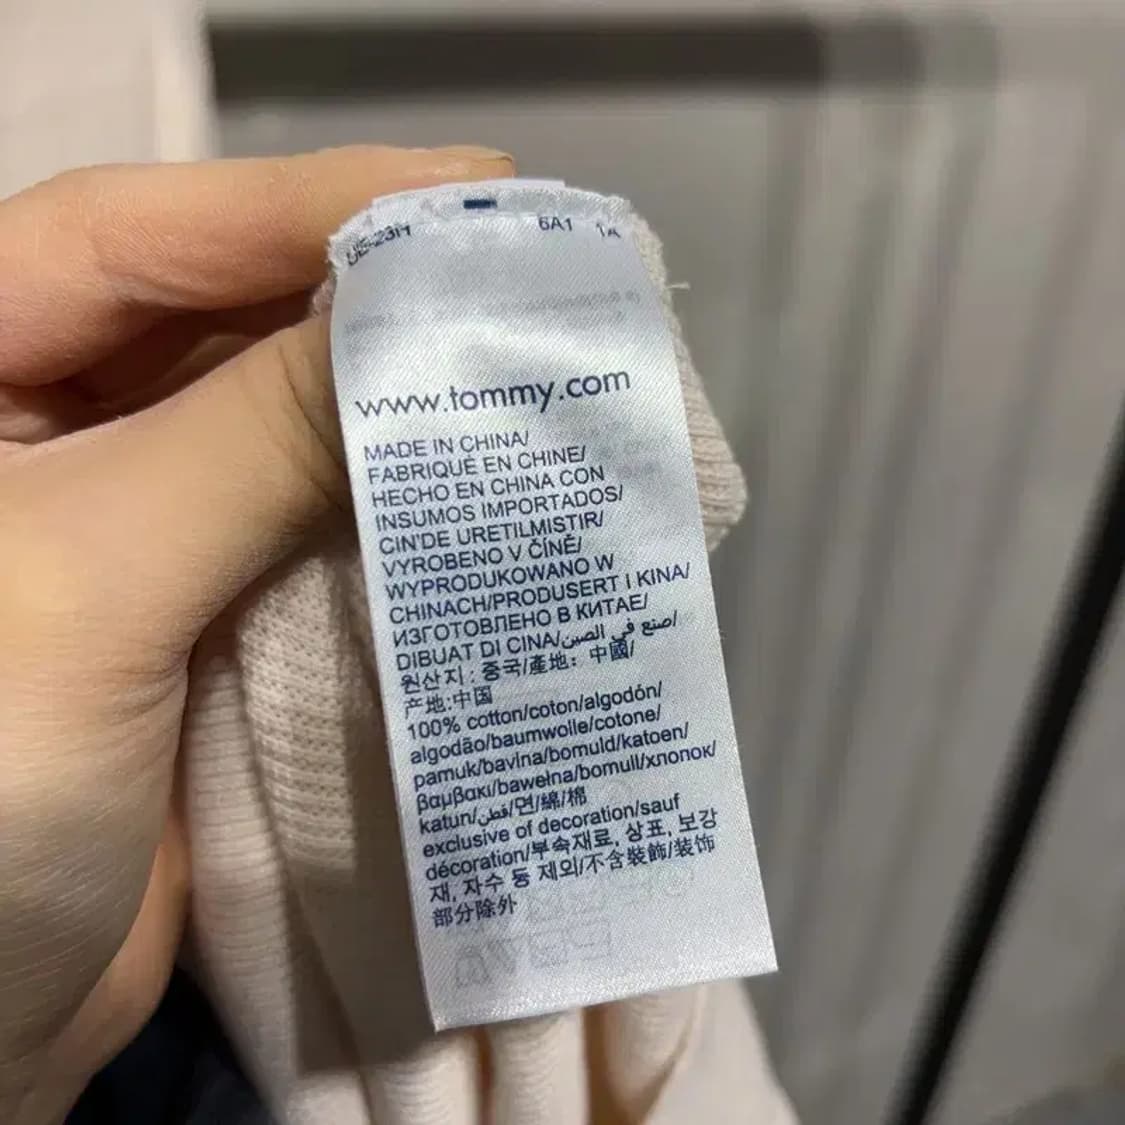 6A1 1A
www.tommy.com
MADE IN CHINA/
FABRIQUÉ EN CHINE/
HECHO EN CHINA CON
INSUMOS IMPORTADOS/
CIN'DE URETILMISTIR/
VYROBENO V ČÍNĚ/
WYPRODUKOWANO W
CHINACH/PRODUSERT I KINA/
ИЗГОТОВЛЕНО В КИТАЕ/
DIBUAT DI CINA/صنع في الصين/
원산지: 중국/產地: 中國/
产地:中国
100% cotton/coton/algodón/
algodão/baumwolle/cotone/
pamuk/bavlna/bomuld/katoen/
βαμβακι/bawełna/bomull/хлопок/
katun/قطن/면/綿/棉
exclusive of decoration/sauf
décoration/부속재료, 상표, 보강
재, 자수 등 제외/不含裝飾/装饰
部分除外